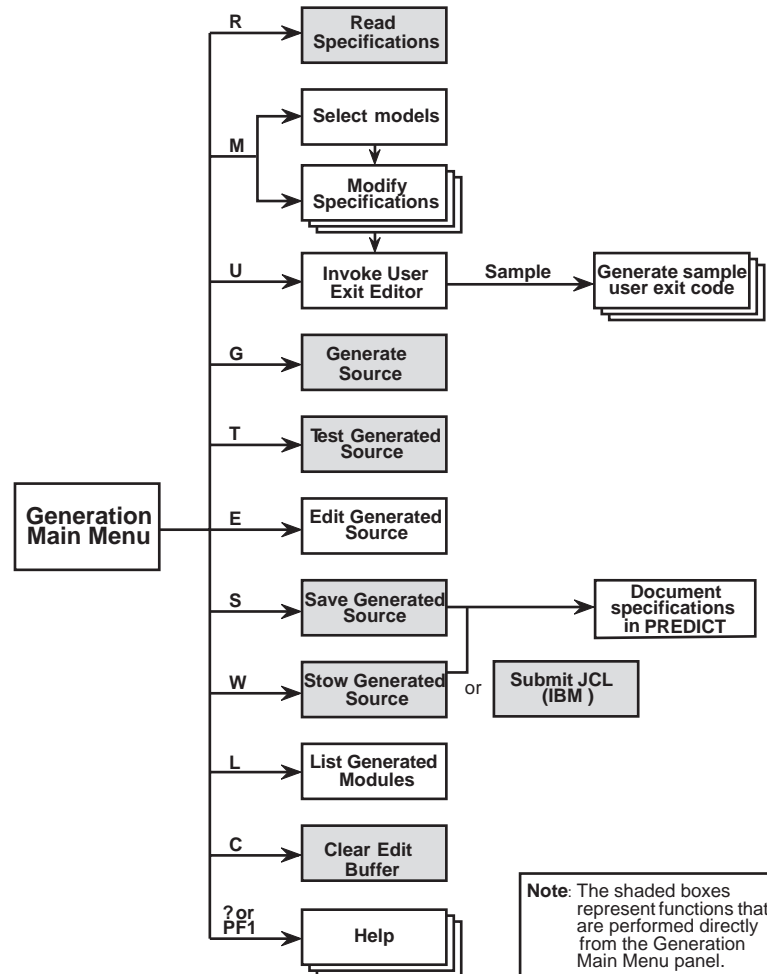 R
Read
Specifications
Select models
M
Modify
Specifications
U
Invoke User
Exit Editor
Sample
Generate sample
user exit code
G
Generate
Source
T
Test Generated
Source
Generation
Main Menu
E
Edit Generated
Source
S
Save Generated
Source
Document
specifications
in PREDICT
W
Stow Generated
Source
or
Submit JCL
(IBM )
L
List Generated
Modules
C
Clear Edit
Buffer
? or
PF1
Help
Note: The shaded boxes
represent functions that
are performed directly
from the Generation
Main Menu panel.